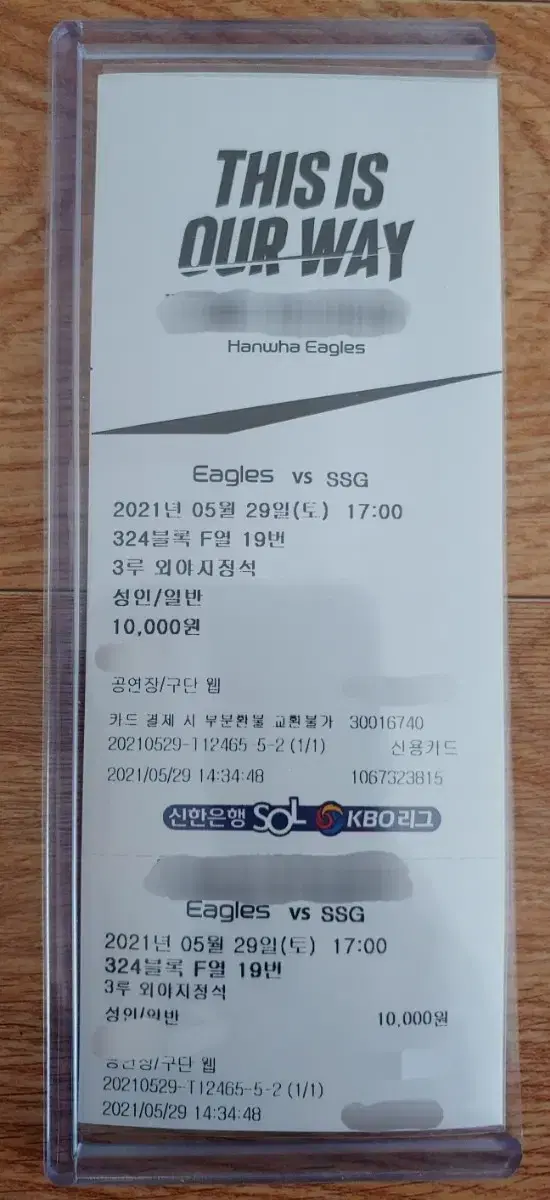 THIS IS
OUR WAY
Hanwha Eagles
Eagles vs SSG
2021년 05월 29일(토) 17:00
324블록 F열 19번
3루 외야지정석
성인/일반
10,000원
공연장/구단 웹
카드 결제 시 부분환불 교환불가 30016740
20210529-T12465-5-2 (1/1) 신용카드
2021/05/29 14:34:48 1067323815
신한은행 SOL KBO리그
Eagles vs SSG
2021년 05월 29일(토) 17:00
324블록 F열 19번
3루 외야지정석
성인/일반 10,000원
공연장/구단 웹
20210529-T12465-5-2 (1/1)
2021/05/29 14:34:48